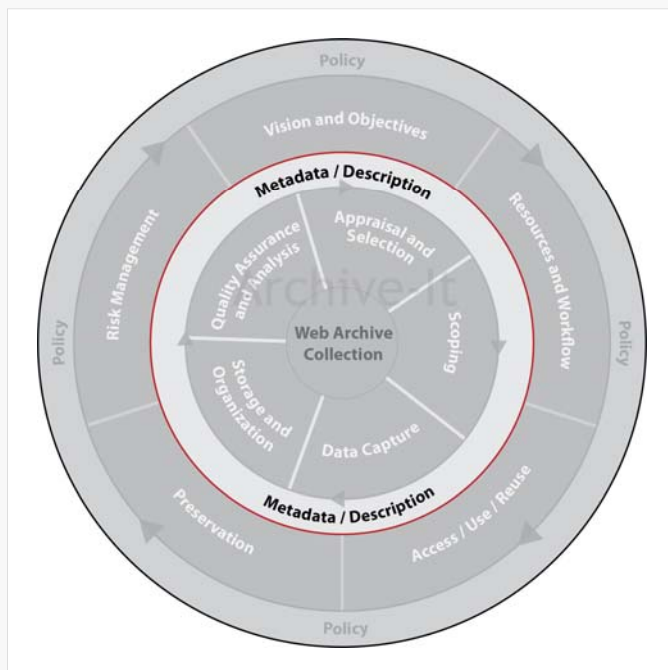 Policy
Vision and Objectives
Metadata / Description
Appraisal and
Selection
Quality Assurance
and Analysis
Resources and Workflow
Risk Management
Archive-It
Web Archive
Collection
Scoping
Policy
Policy
Storage and
Organization
Data Capture
Metadata / Description
Preservation
Access / Use / Reuse
Policy